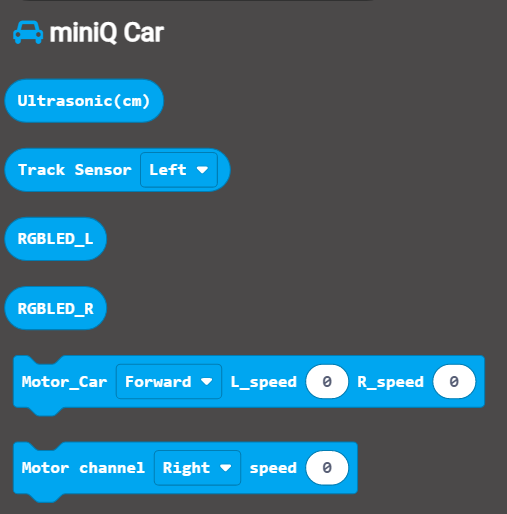 miniQ Car
Ultrasonic(cm)
Track Sensor Left
RGBLED_L
RGBLED_R
Motor_Car Forward L_speed 0 R_speed 0
Motor channel Right speed 0